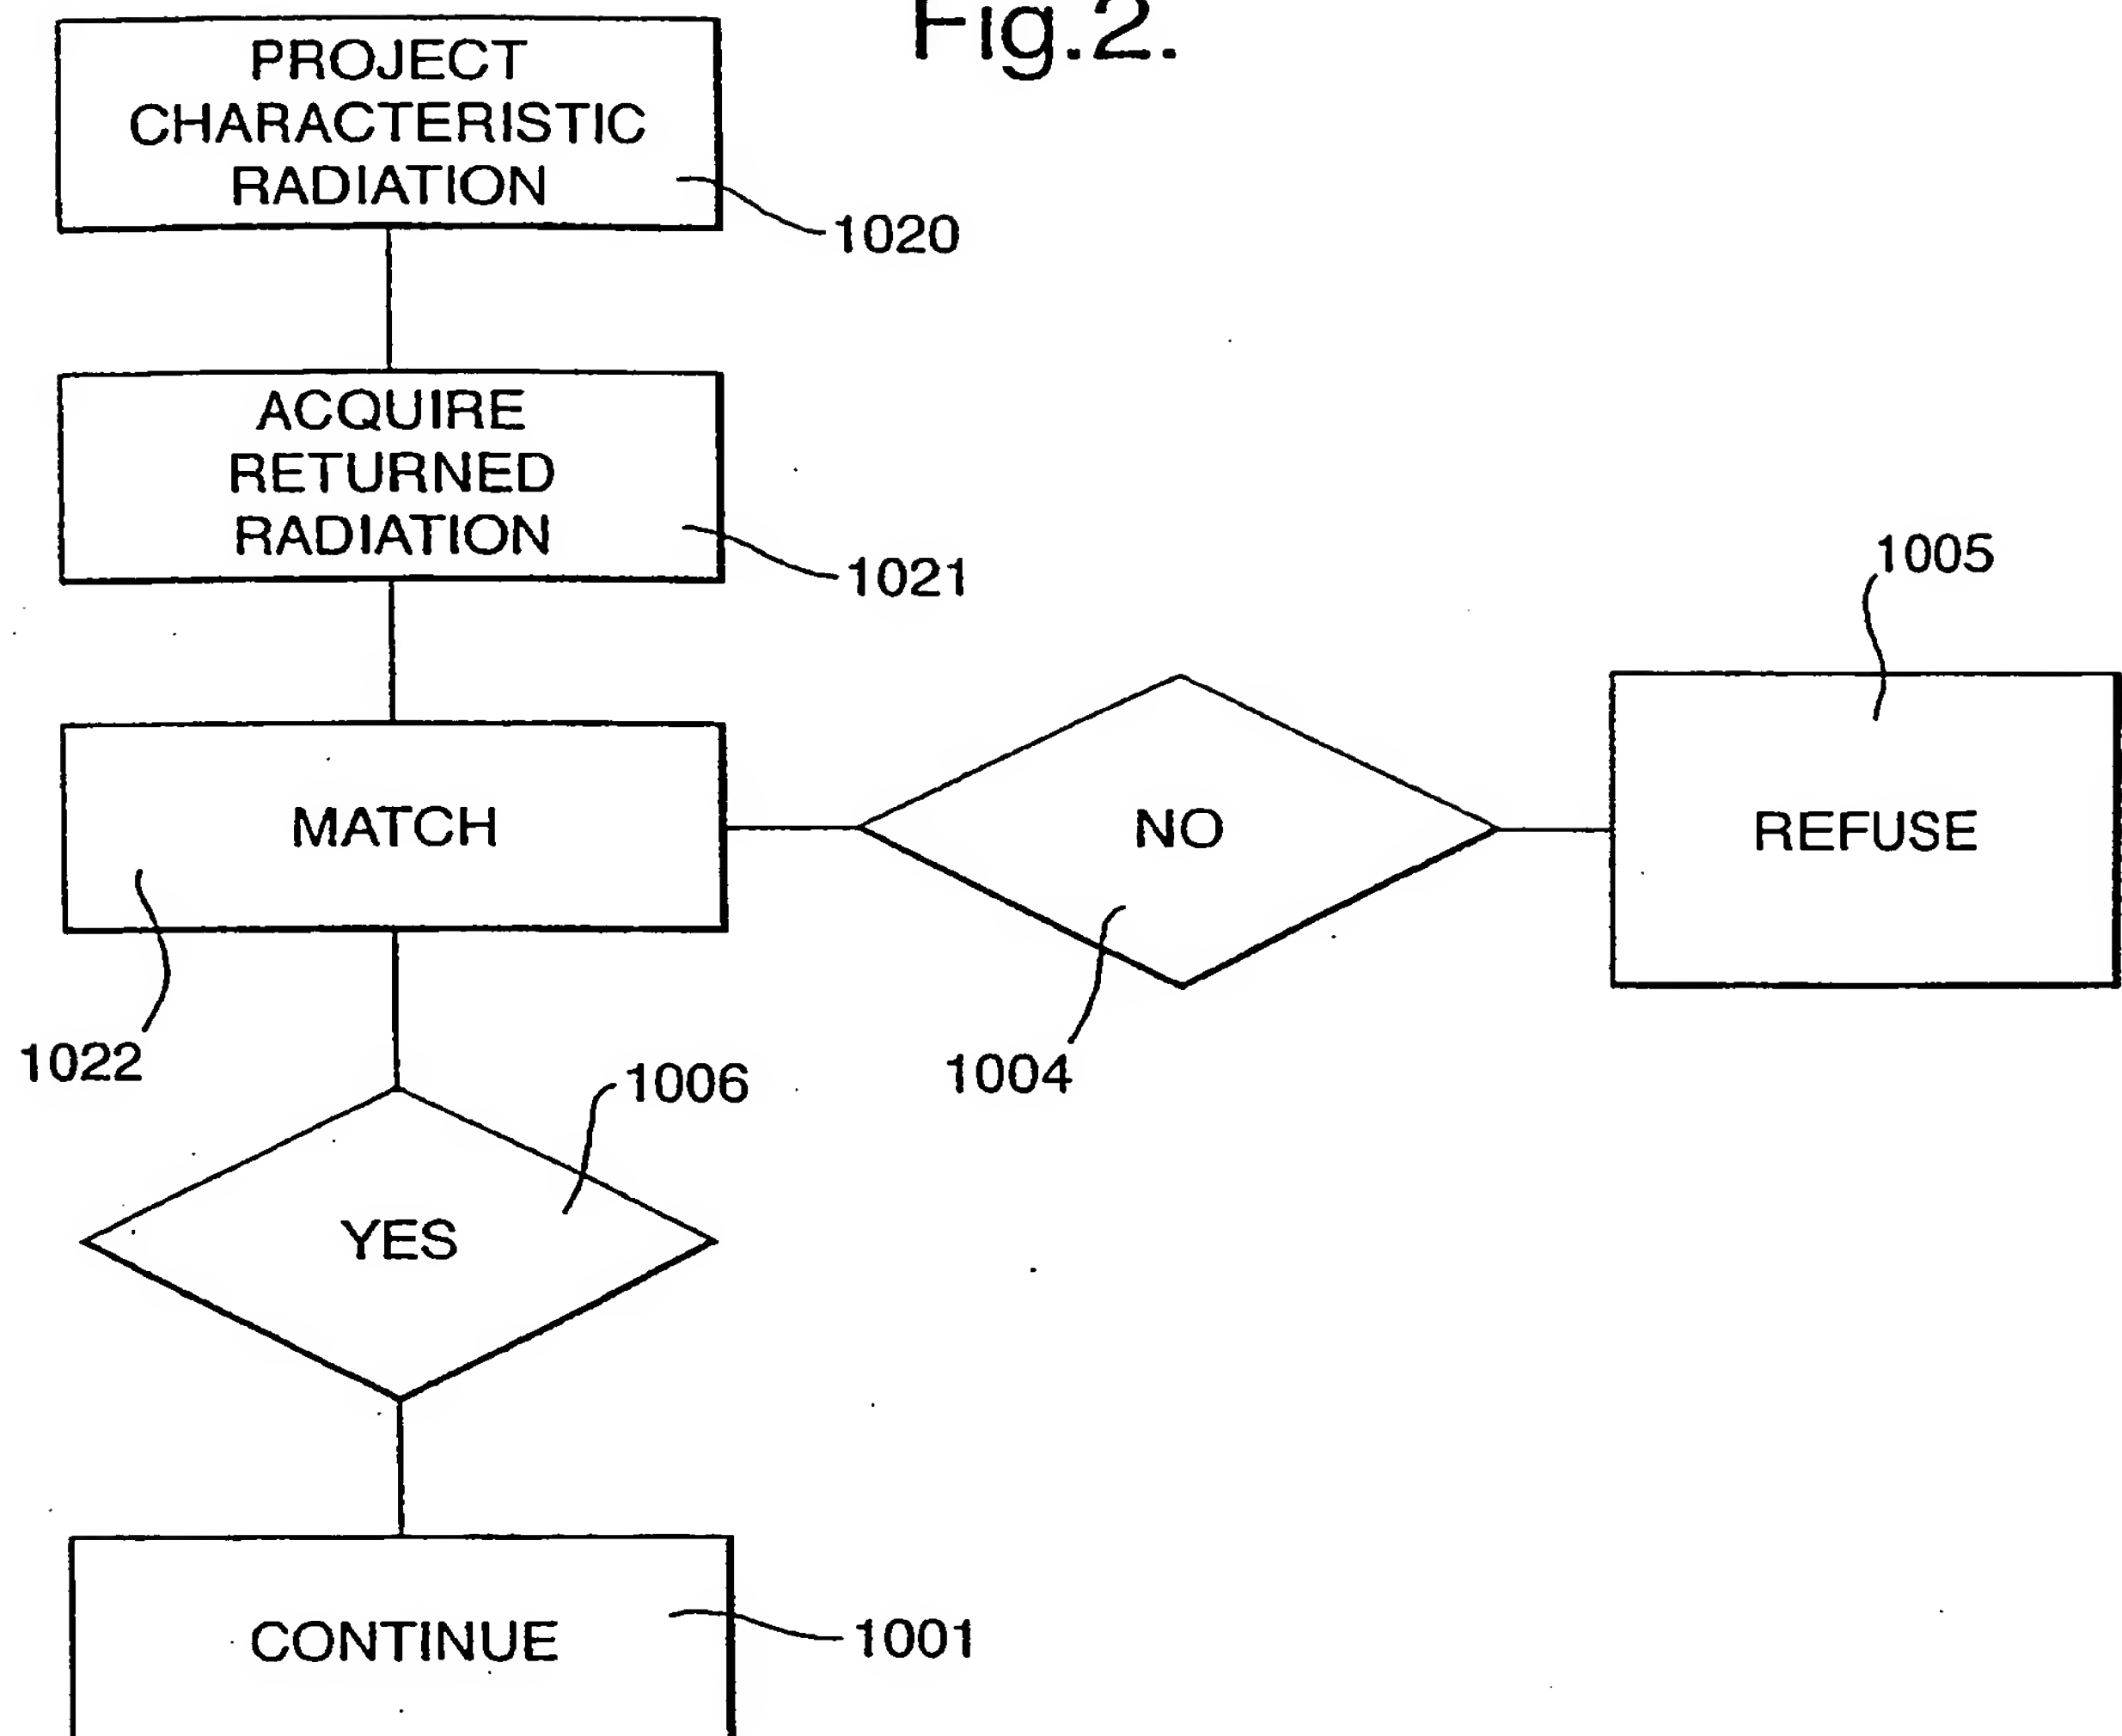 Fig.2.
PROJECT
CHARACTERISTIC
RADIATION
1020
ACQUIRE
RETURNED
RADIATION
1021
1005
MATCH
NO
REFUSE
1022
1006
1004
YES
CONTINUE
1001